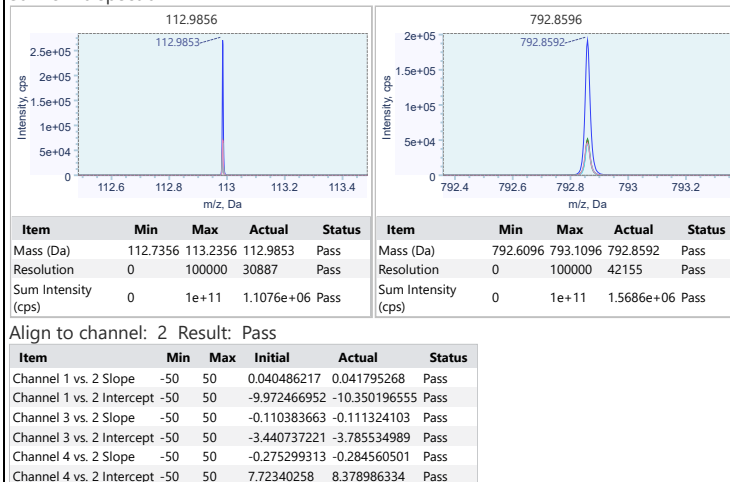 112.9856
112.9853
2.5e+05
2e+05
1.5e+05
1e+05
5e+04
0
Intensity, cps
112.6 112.8 113 113.2 113.4
m/z, Da
792.8596
792.8592
2e+05
1.5e+05
1e+05
5e+04
0
Intensity, cps
792.4 792.6 792.8 793 793.2
m/z, Da
Item Min Max Actual Status
Mass (Da) 112.7356 113.2356 112.9853 Pass
Resolution 0 100000 30887 Pass
Sum Intensity
(cps) 0 1e+11 1.1076e+06 Pass
Item Min Max Actual Status
Mass (Da) 792.6096 793.1096 792.8592 Pass
Resolution 0 100000 42155 Pass
Sum Intensity
(cps) 0 1e+11 1.5686e+06 Pass
Align to channel: 2 Result: Pass
Item Min Max Initial Actual Status
Channel 1 vs. 2 Slope -50 50 0.040486217 0.041795268 Pass
Channel 1 vs. 2 Intercept -50 50 -9.972466952 -10.350196555 Pass
Channel 3 vs. 2 Slope -50 50 -0.110383663 -0.111324103 Pass
Channel 3 vs. 2 Intercept -50 50 -3.440737221 -3.785534989 Pass
Channel 4 vs. 2 Slope -50 50 -0.275299313 -0.284560501 Pass
Channel 4 vs. 2 Intercept -50 50 7.72340258 8.378986334 Pass